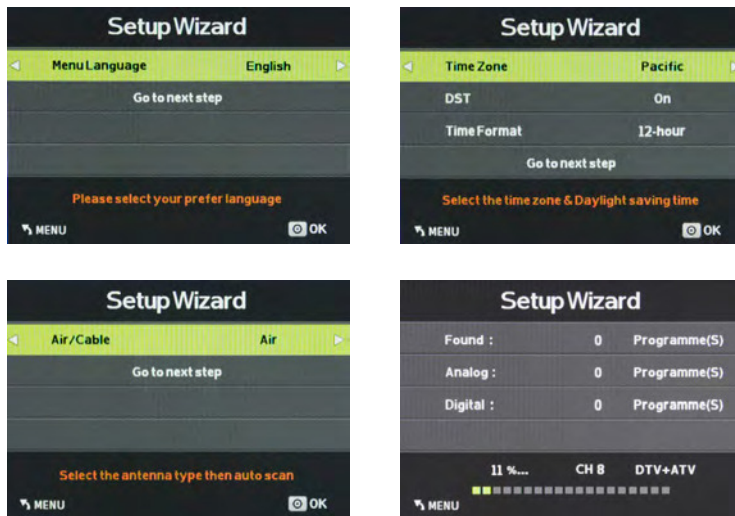 Setup Wizard
Menu Language English
Go to next step
Please select your prefer language
MENU OK
Setup Wizard
Time Zone Pacific
DST On
Time Format 12-hour
Go to next step
Select the time zone & Daylight saving time
MENU OK
Setup Wizard
Air/Cable Air
Go to next step
Select the antenna type then auto scan
MENU OK
Setup Wizard
Found : 0 Programme(S)
Analog : 0 Programme(S)
Digital : 0 Programme(S)
11 %... CH 8 DTV+ATV
MENU